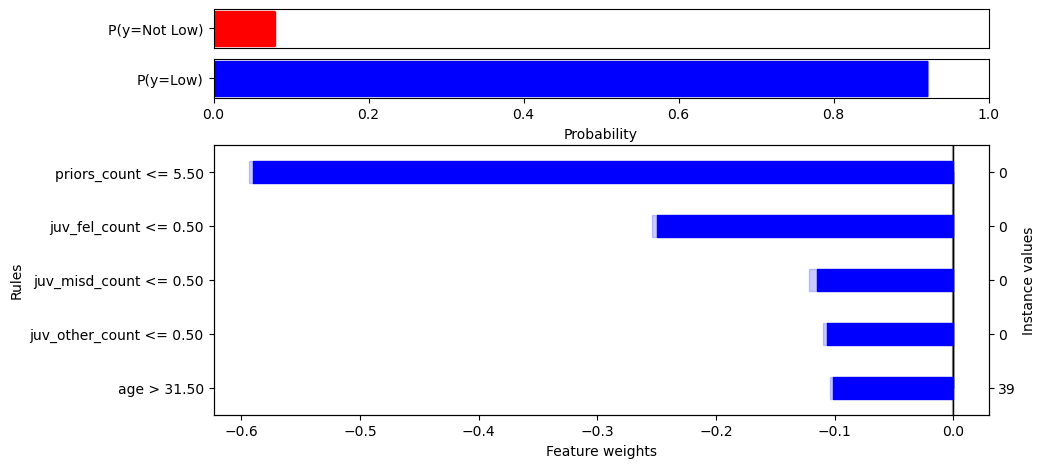 P(y=Not Low)
P(y=Low)
0.0 0.2 0.4 0.6 0.8 1.0
Probability
priors_count <= 5.50 0
juv_fel_count <= 0.50 0
juv_misd_count <= 0.50 0
juv_other_count <= 0.50 0
age > 31.50 39
Rules
Instance values
−0.6 −0.5 −0.4 −0.3 −0.2 −0.1 0.0
Feature weights